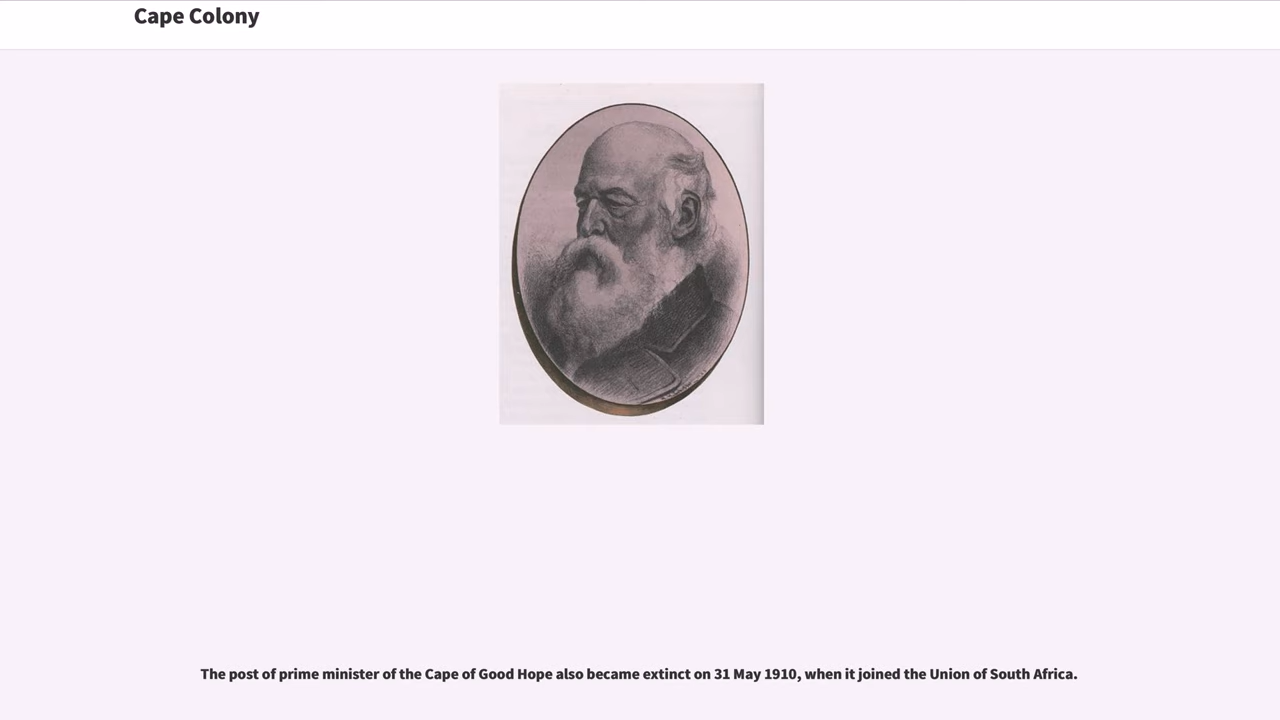 Cape Colony
The post of prime minister of the Cape of Good Hope also became extinct on 31 May 1910, when it joined the Union of South Africa.